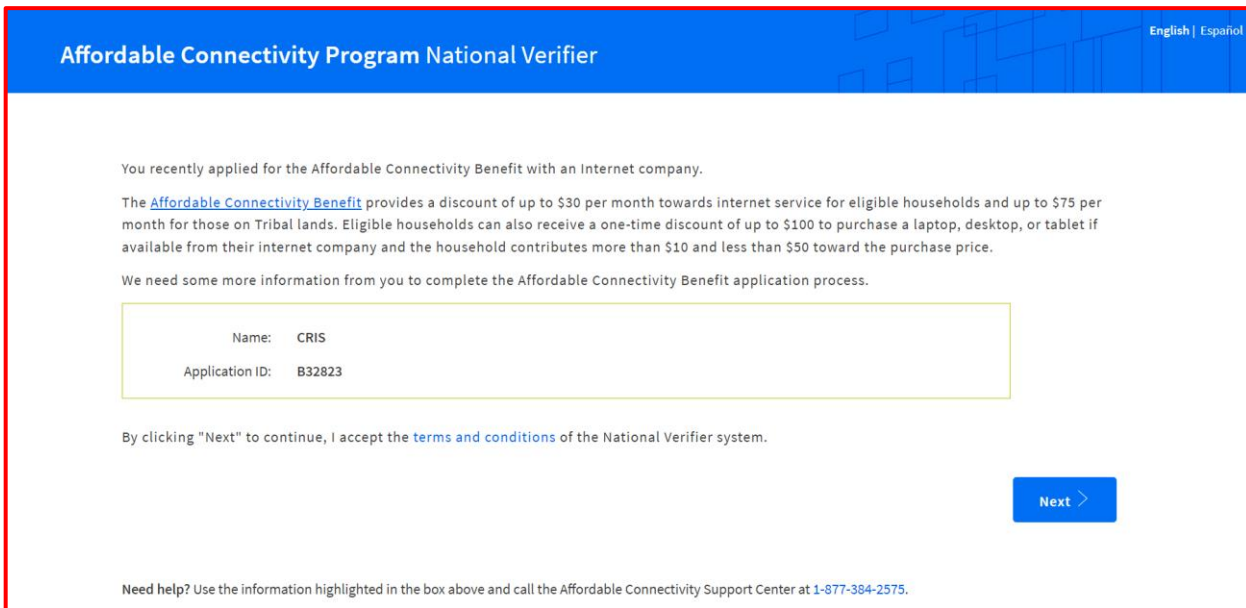 English | Español
Affordable Connectivity Program National Verifier
You recently applied for the Affordable Connectivity Benefit with an Internet company.
The Affordable Connectivity Benefit provides a discount of up to $30 per month towards internet service for eligible households and up to $75 per
month for those on Tribal lands. Eligible households can also receive a one-time discount of up to $100 to purchase a laptop, desktop, or tablet if
available from their internet company and the household contributes more than $10 and less than $50 toward the purchase price.
We need some more information from you to complete the Affordable Connectivity Benefit application process.
Name: CRIS
Application ID: B32823
By clicking "Next" to continue, I accept the terms and conditions of the National Verifier system.
Next >
Need help? Use the information highlighted in the box above and call the Affordable Connectivity Support Center at 1-877-384-2575.